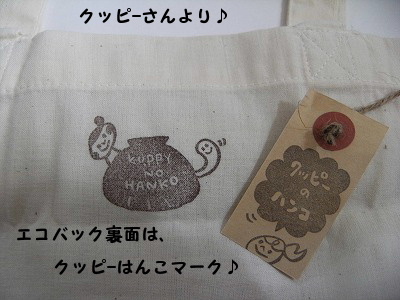 クッピーさんより♪
KUPPY
NO
HANKO
クッピー
の
ハンコ
エコバック裏面は、
クッピーはんこマーク♪